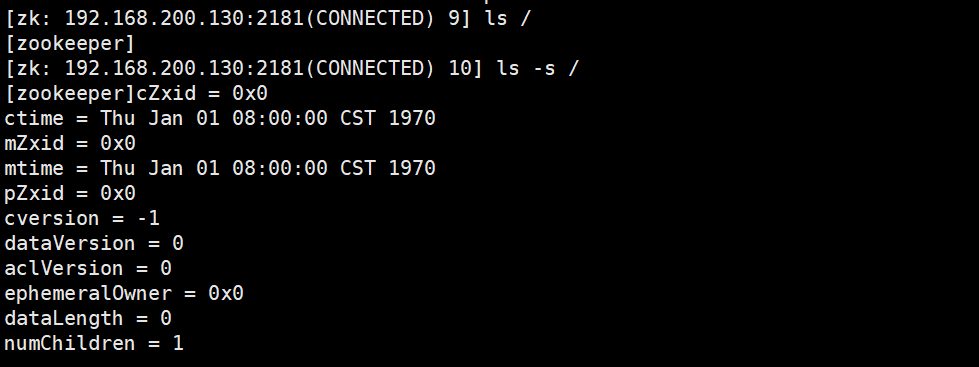 [zk: 192.168.200.130:2181(CONNECTED) 9] ls /
[zookeeper]
[zk: 192.168.200.130:2181(CONNECTED) 10] ls -s /
[zookeeper]cZxid = 0x0
ctime = Thu Jan 01 08:00:00 CST 1970
mZxid = 0x0
mtime = Thu Jan 01 08:00:00 CST 1970
pZxid = 0x0
cversion = -1
dataVersion = 0
aclVersion = 0
ephemeralOwner = 0x0
dataLength = 0
numChildren = 1